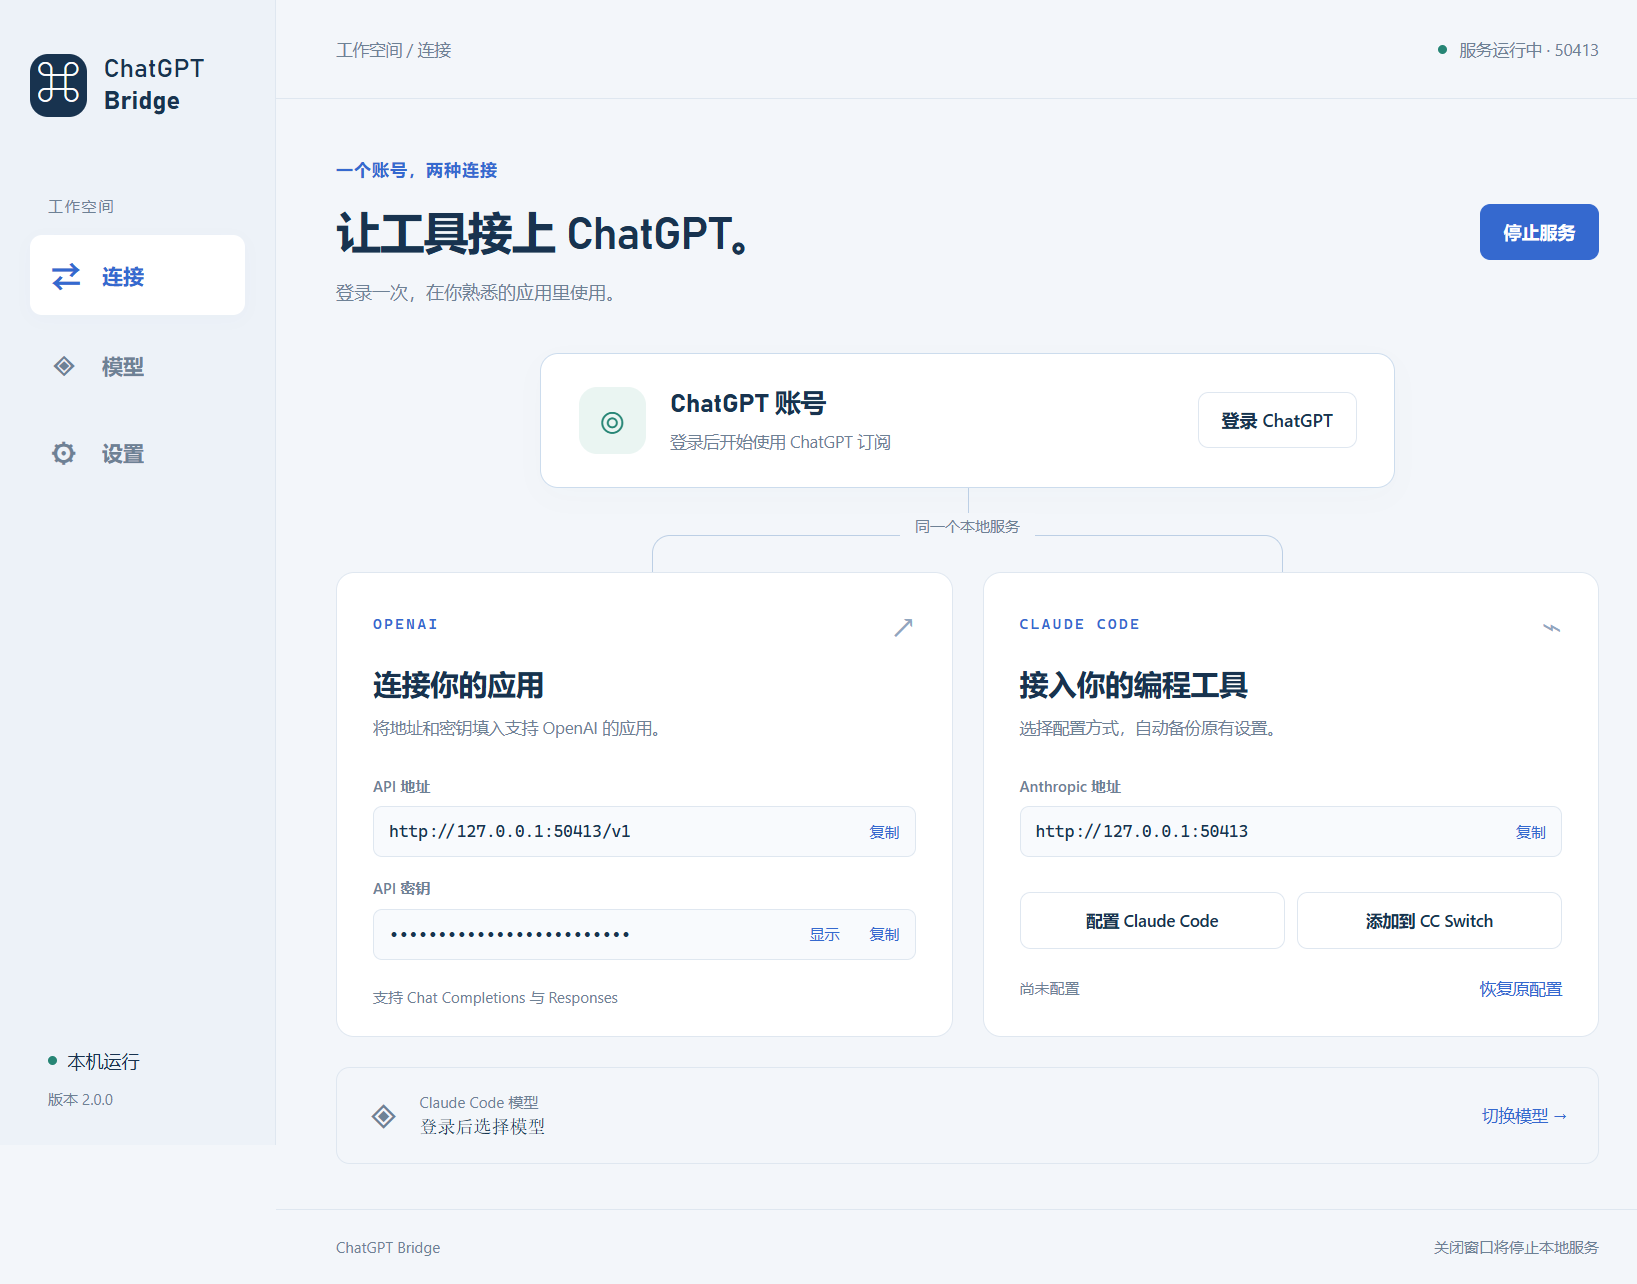 ChatGPT
Bridge
工作空间
连接
模型
设置
本机运行
版本 2.0.0
工作空间 / 连接
服务运行中 · 50413
一个账号，两种连接
让工具接上 ChatGPT。
登录一次，在你熟悉的应用里使用。
停止服务
ChatGPT 账号
登录后开始使用 ChatGPT 订阅
登录 ChatGPT
同一个本地服务
OPENAI
连接你的应用
将地址和密钥填入支持 OpenAI 的应用。
API 地址
http://127.0.0.1:50413/v1
复制
API 密钥
••••••••••••••••••••••••• 显示 复制
支持 Chat Completions 与 Responses
CLAUDE CODE
接入你的编程工具
选择配置方式，自动备份原有设置。
Anthropic 地址
http://127.0.0.1:50413
复制
配置 Claude Code
添加到 CC Switch
尚未配置
恢复原配置
Claude Code 模型
登录后选择模型
切换模型 →
ChatGPT Bridge
关闭窗口将停止本地服务